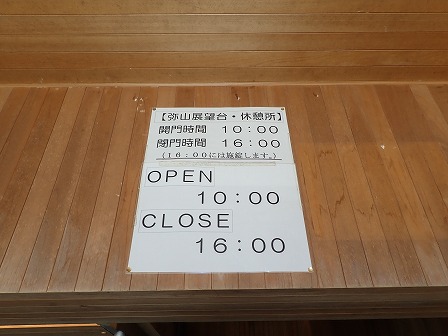 【弥山展望台・休憩所】
開門時間 10:00
閉門時間 16:00
(16:00には施錠します。)
OPEN
10:00
CLOSE
16:00